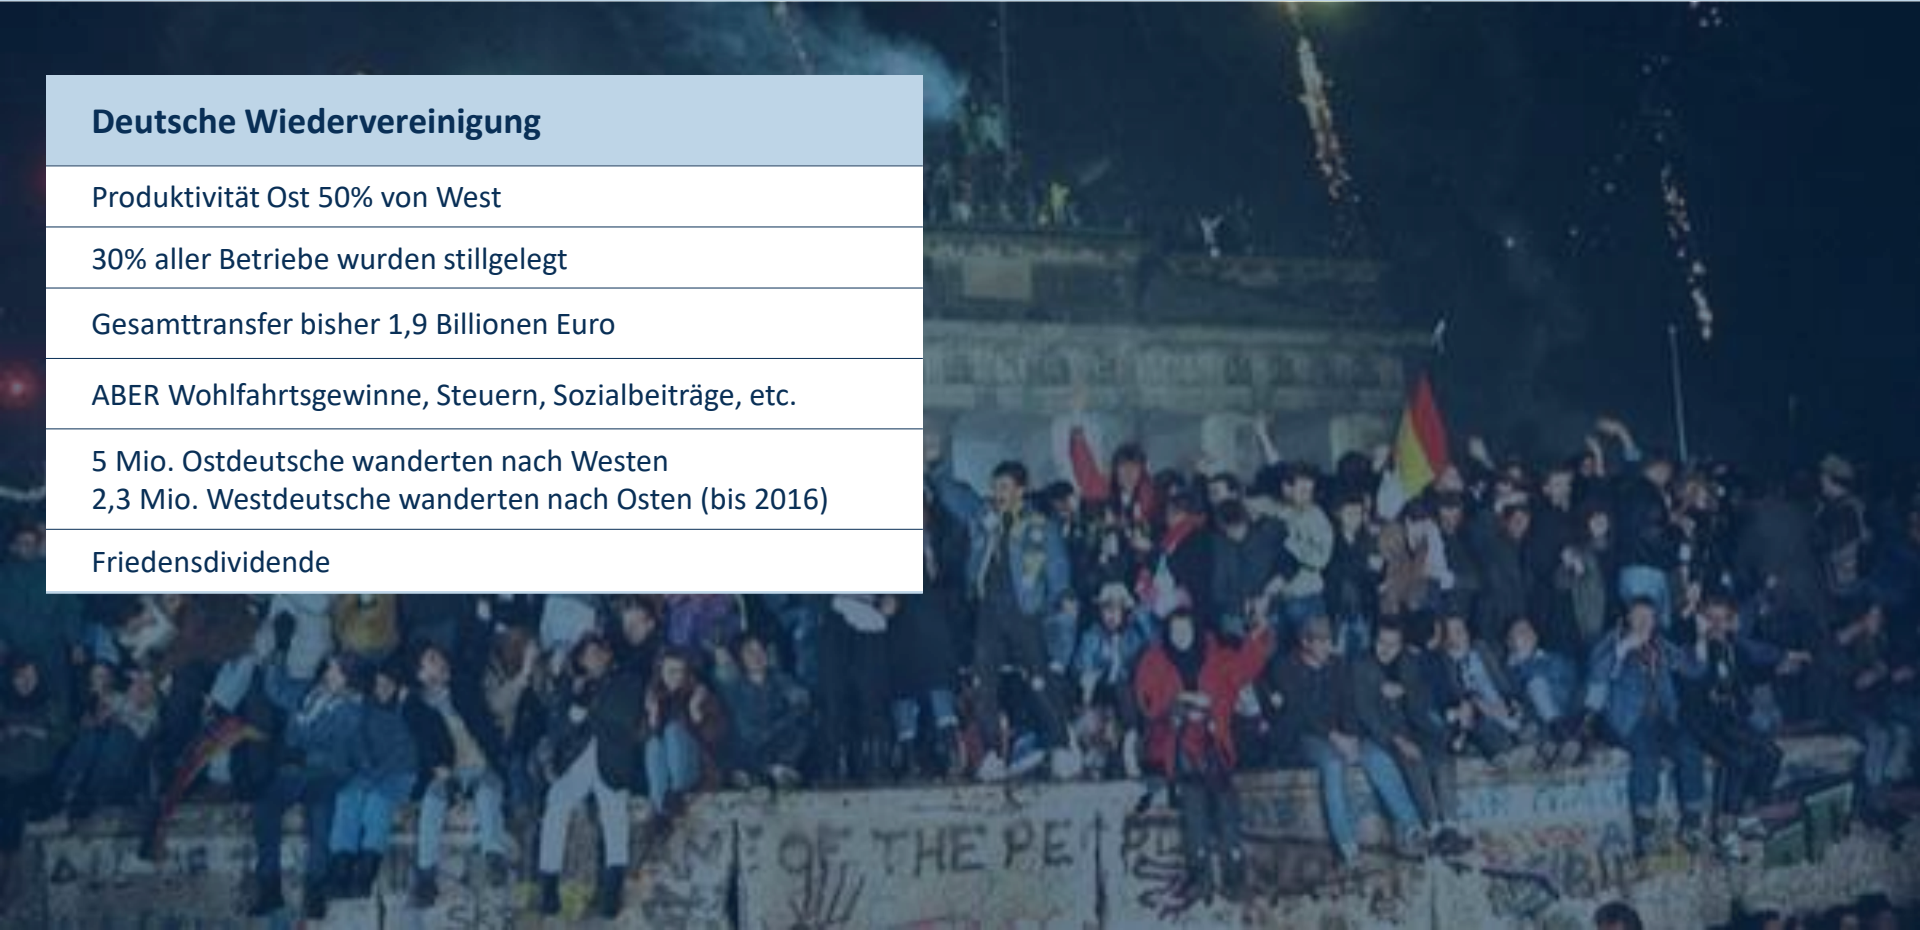 Deutsche Wiedervereinigung
Produktivität Ost 50% von West
30% aller Betriebe wurden stillgelegt
Gesamttransfer bisher 1,9 Billionen Euro
ABER Wohlfahrtsgewinne, Steuern, Sozialbeiträge, etc.
5 Mio. Ostdeutsche wanderten nach Westen
2,3 Mio. Westdeutsche wanderten nach Osten (bis 2016)
Friedensdividende
OF THE PE